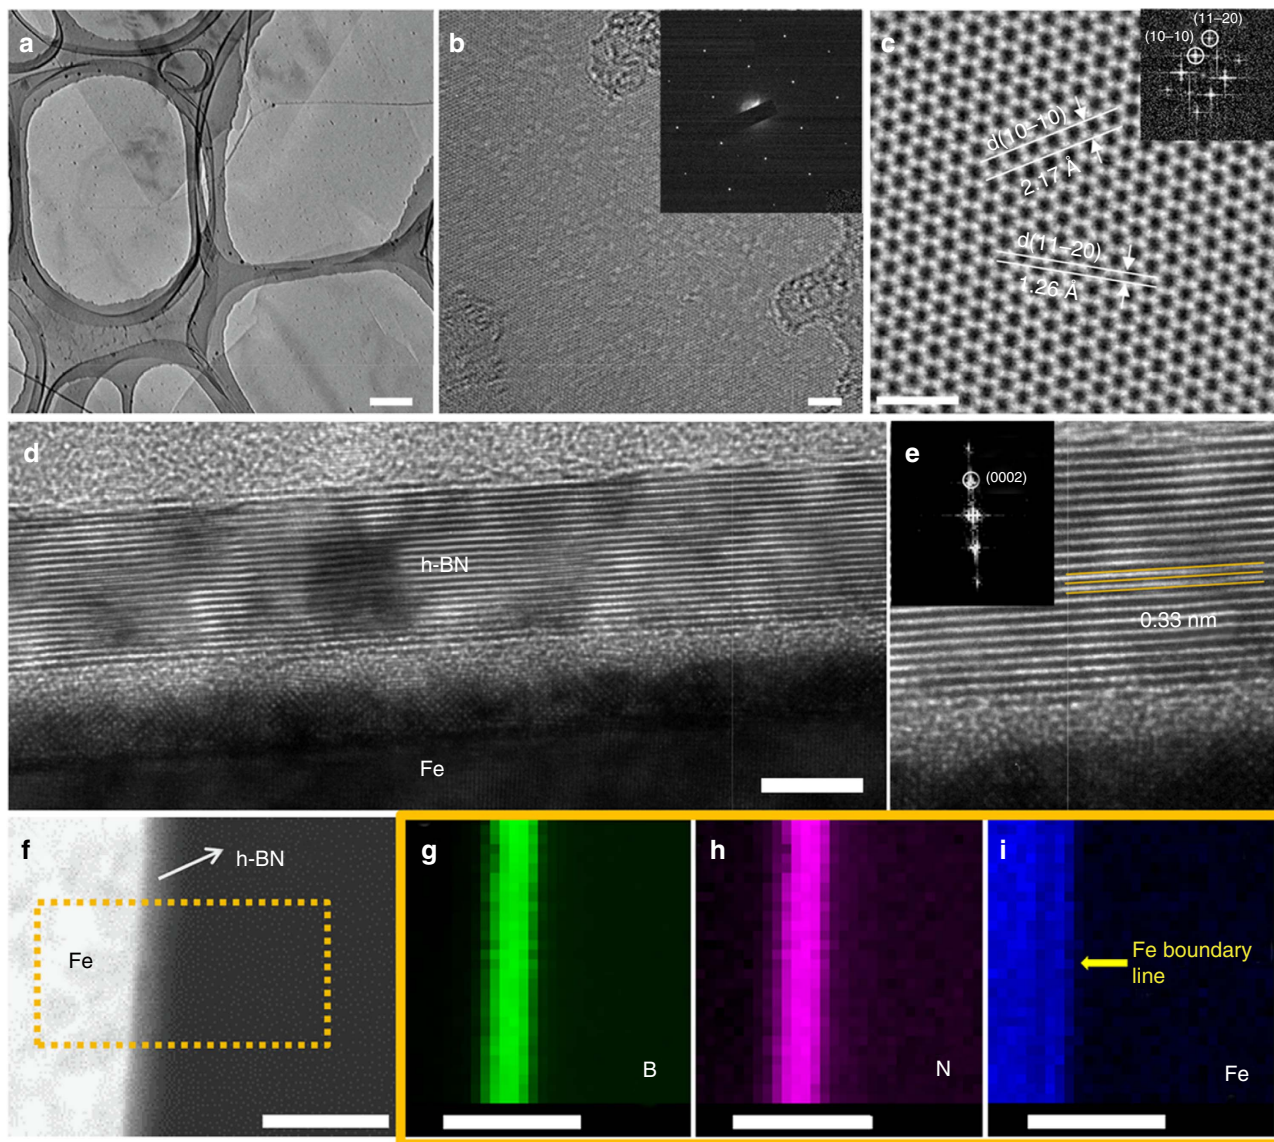 a
b
c
(11–20)
(10–10)
d(10–10)
2.17 Å
d(11–20)
1.26 Å
d
h-BN
Fe
e
(0002)
0.33 nm
f
h-BN
Fe
g
B
h
N
i
Fe boundary
line
Fe